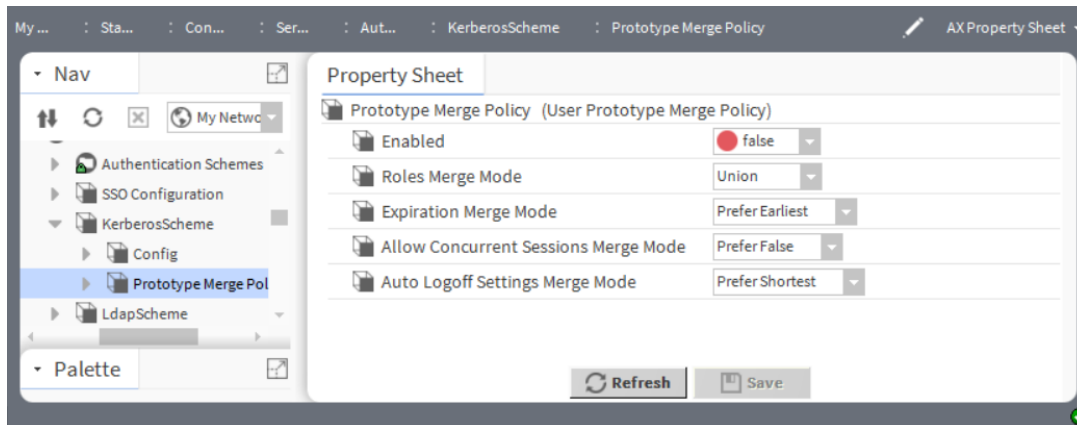 My ... : Sta... : Con... : Ser... : Aut... : KerberosScheme : Prototype Merge Policy AX Property Sheet
Nav
My Netwo
Authentication Schemes
SSO Configuration
KerberosScheme
Config
Prototype Merge Pol
LdapScheme
Palette
Property Sheet
Prototype Merge Policy (User Prototype Merge Policy)
Enabled false
Roles Merge Mode Union
Expiration Merge Mode Prefer Earliest
Allow Concurrent Sessions Merge Mode Prefer False
Auto Logoff Settings Merge Mode Prefer Shortest
Refresh Save